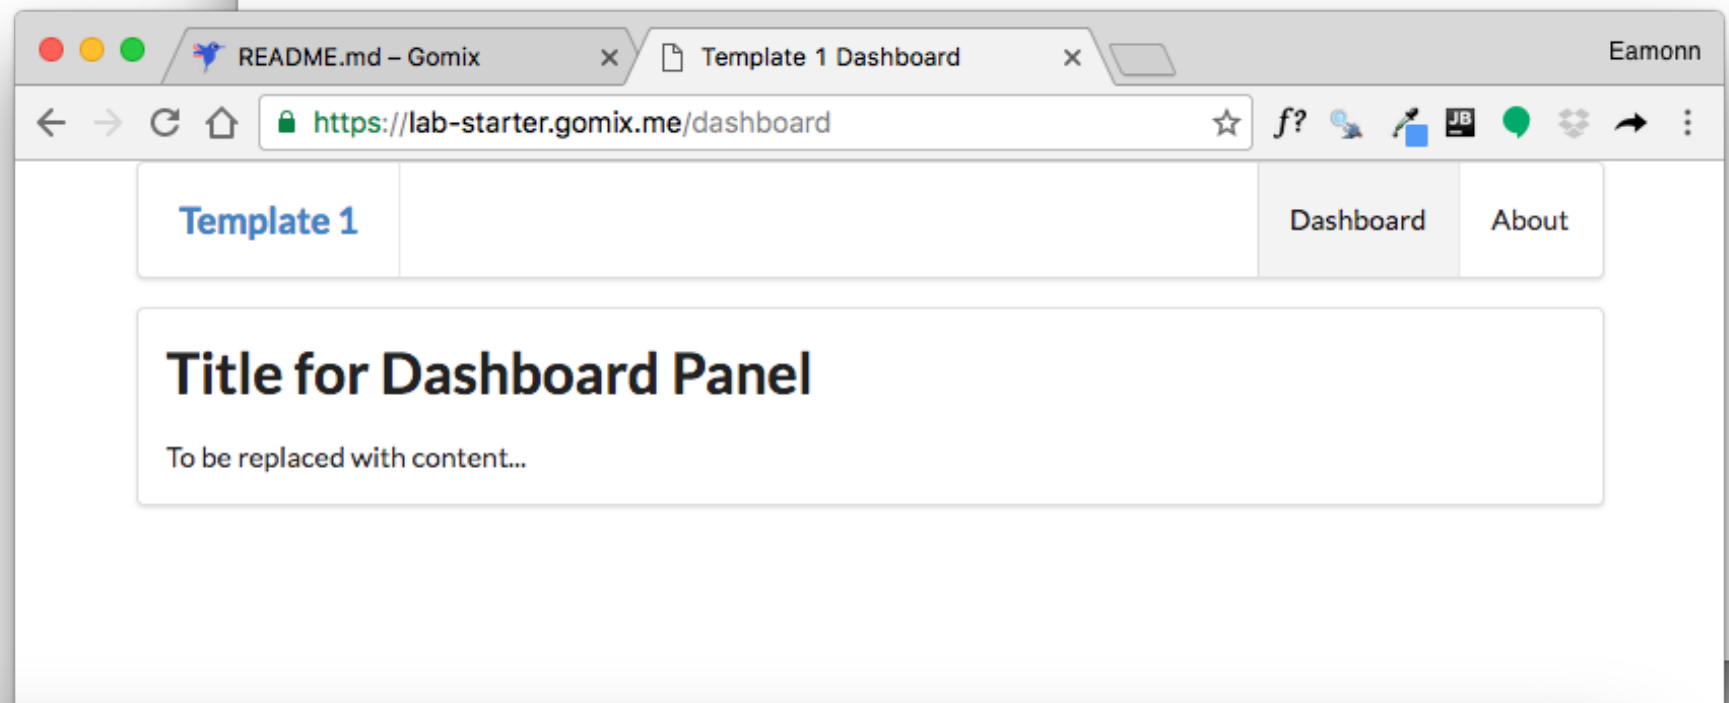 README.md – Gomix
Template 1 Dashboard
Eamonn
https://lab-starter.gomix.me/dashboard
f?
JB
Template 1
Dashboard
About
Title for Dashboard Panel
To be replaced with content...